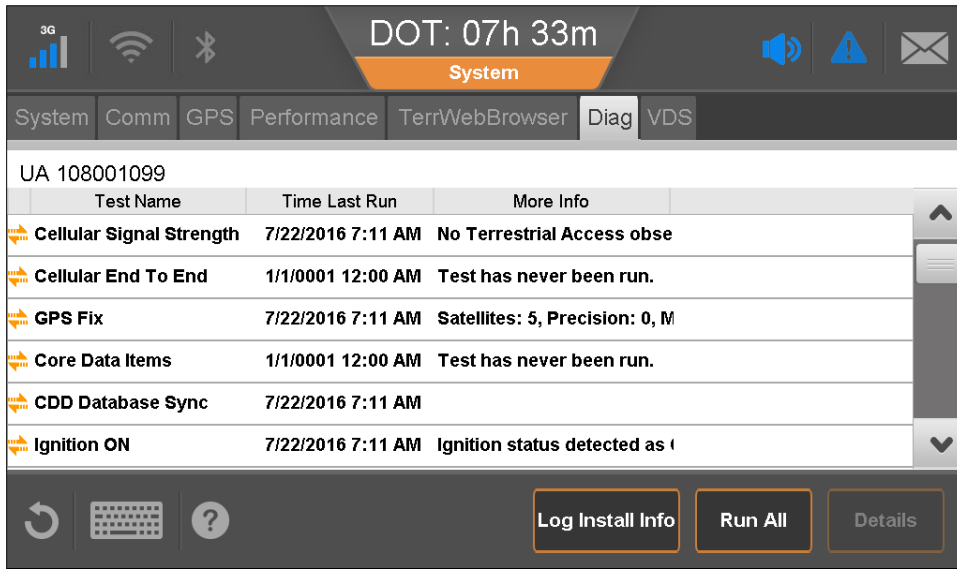 3G
DOT: 07h 33m
System
System Comm GPS Performance TerrWebBrowser Diag VDS
UA 108001099
Test Name Time Last Run More Info
Cellular Signal Strength 7/22/2016 7:11 AM No Terrestrial Access obse
Cellular End To End 1/1/0001 12:00 AM Test has never been run.
GPS Fix 7/22/2016 7:11 AM Satellites: 5, Precision: 0, M
Core Data Items 1/1/0001 12:00 AM Test has never been run.
CDD Database Sync 7/22/2016 7:11 AM
Ignition ON 7/22/2016 7:11 AM Ignition status detected as
Log Install Info Run All Details